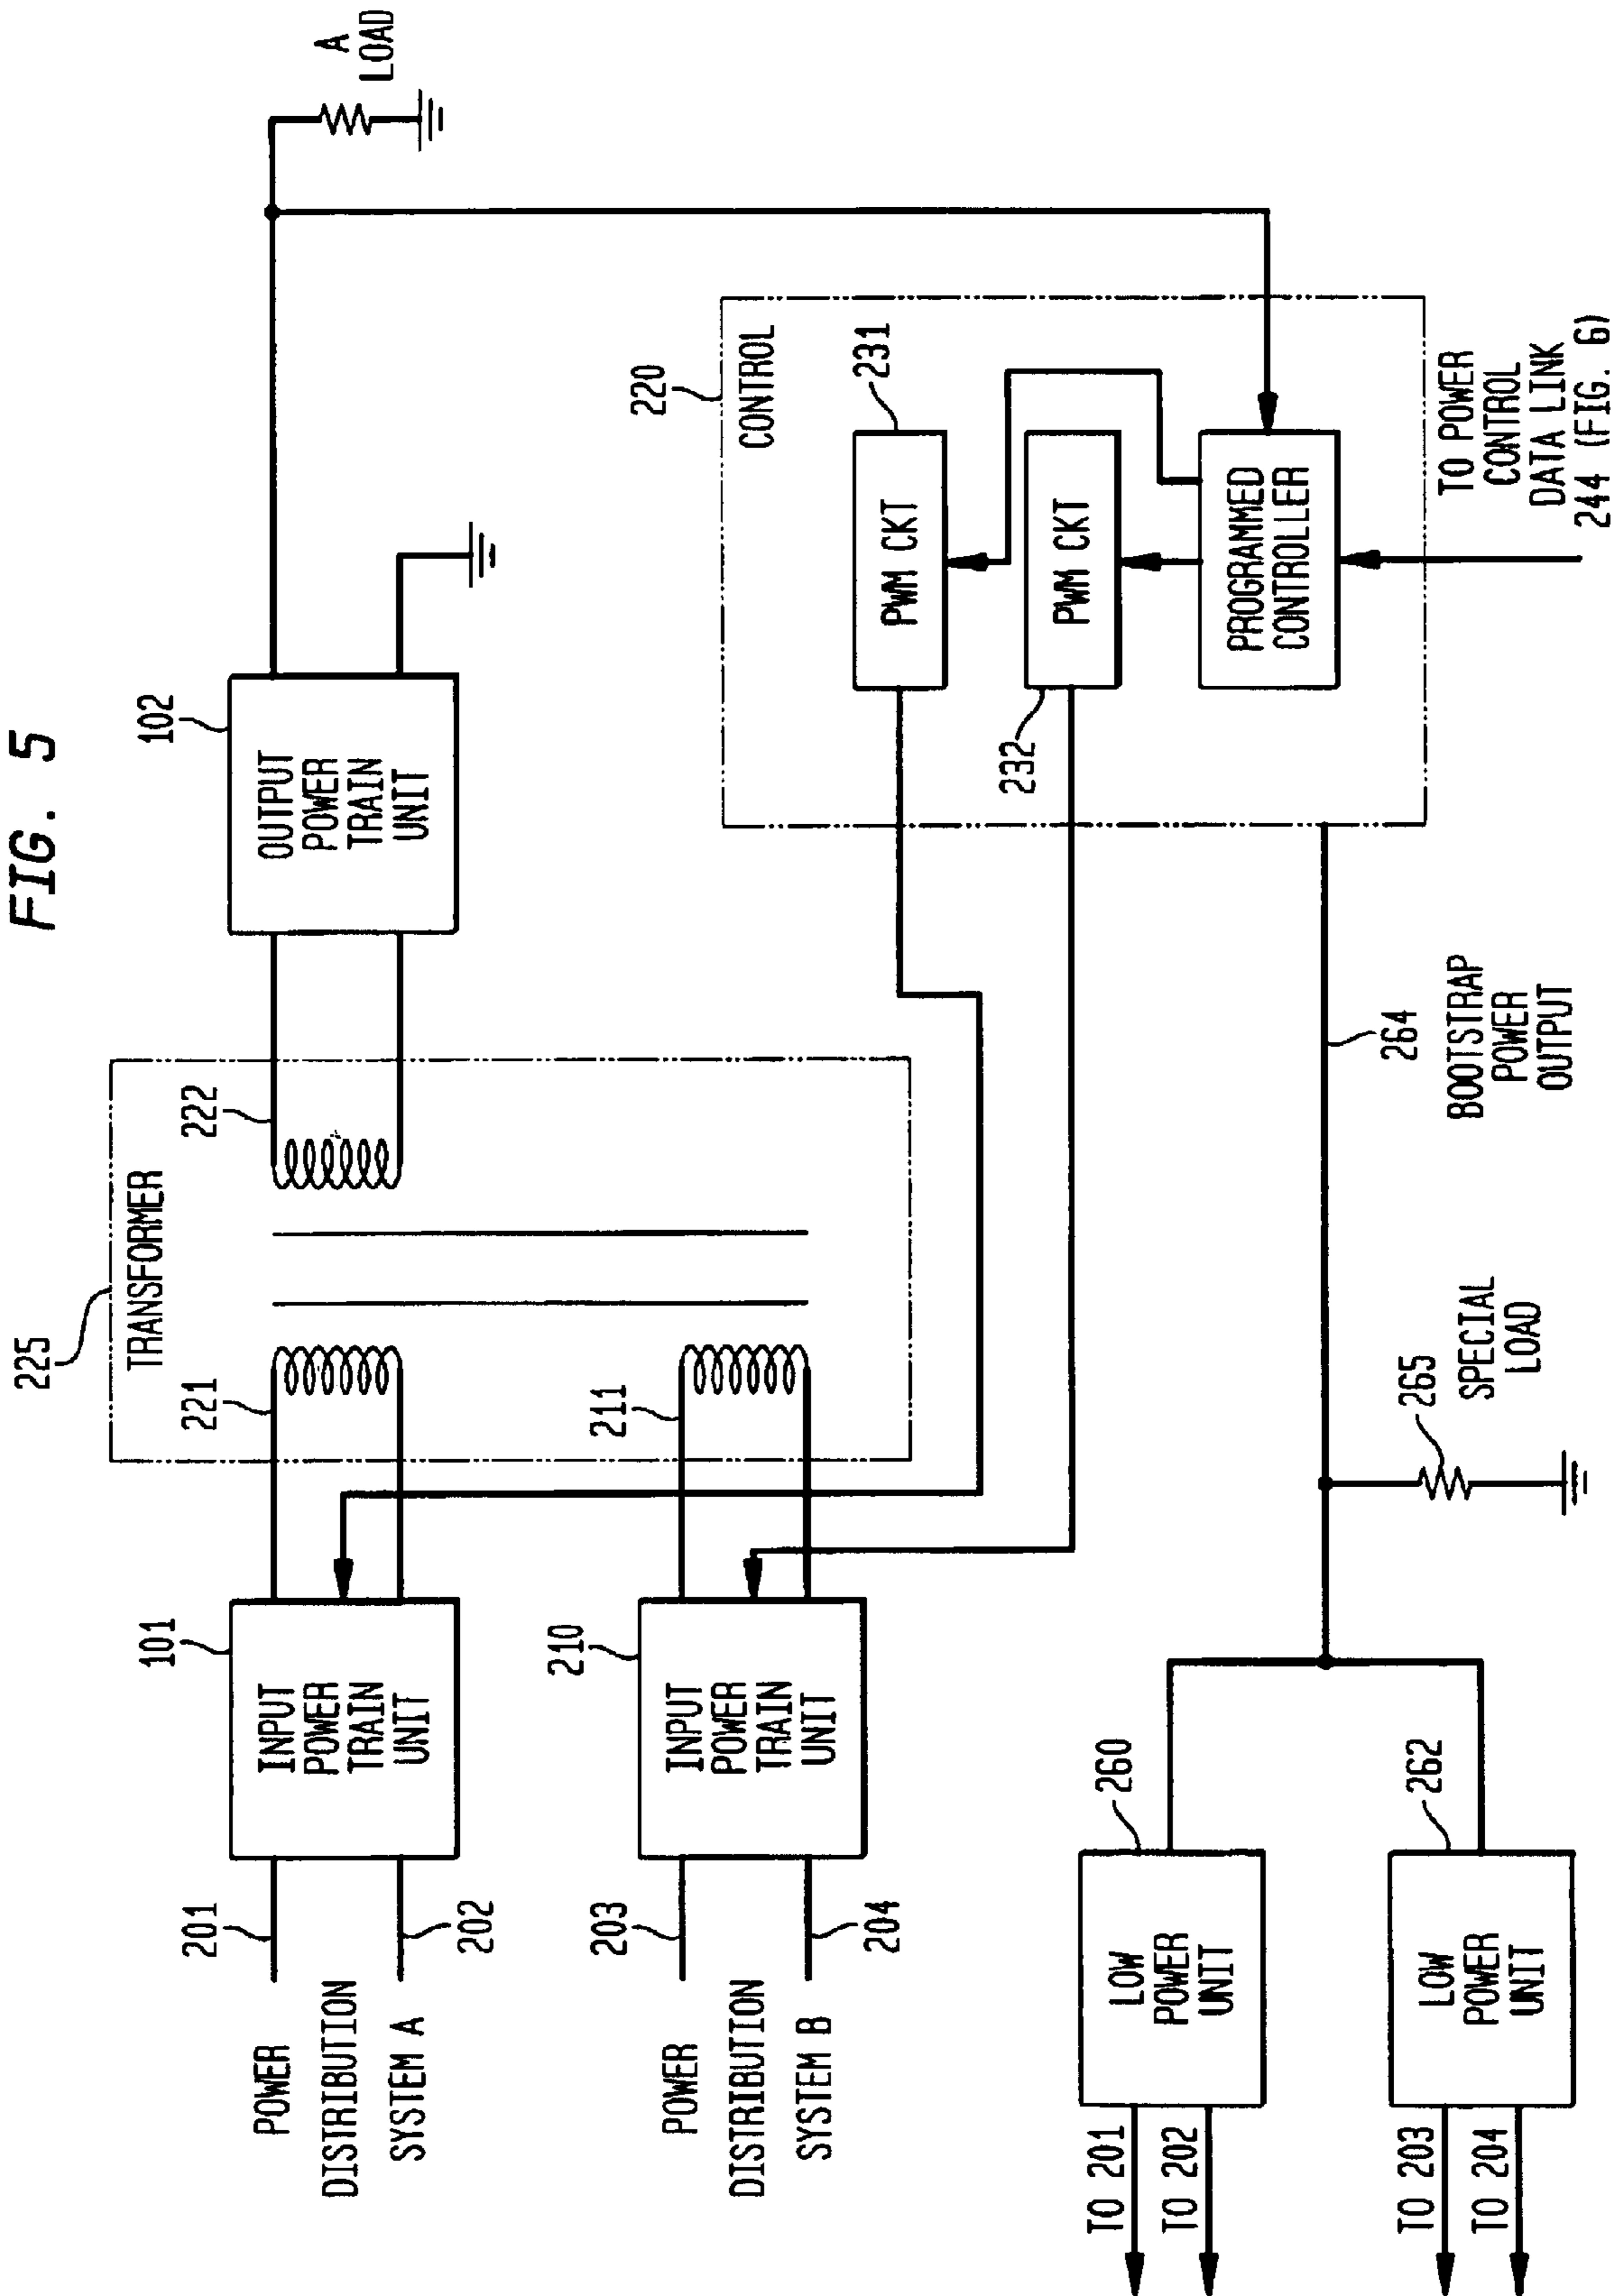 FIG. 5
225
TRANSFORMER
201
POWER
DISTRIBUTION
SYSTEM A
202
101
INPUT
POWER
TRAIN
UNIT
221
222
102
OUTPUT
POWER
TRAIN
UNIT
A
LOAD
203
POWER
DISTRIBUTION
SYSTEM B
204
210
INPUT
POWER
TRAIN
UNIT
211
220
CONTROL
231
PWM CKT
232
PWM CKT
PROGRAMMED
CONTROLLER
TO POWER
CONTROL
DATA LINK
244 (FIG. 6)
TO 201
TO 202
260
LOW
POWER
UNIT
TO 203
TO 204
262
LOW
POWER
UNIT
265
SPECIAL
LOAD
264
BOOTSTRAP
POWER
OUTPUT